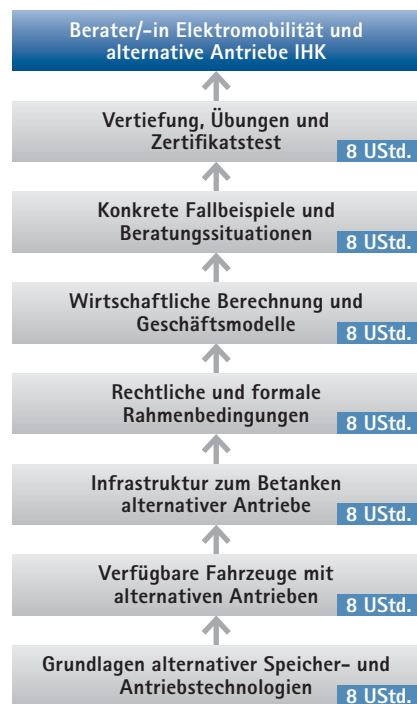 Berater/-in Elektromobilität und
alternative Antriebe IHK
Vertiefung, Übungen und
Zertifikatstest
8 UStd.
Konkrete Fallbeispiele und
Beratungssituationen
8 UStd.
Wirtschaftliche Berechnung und
Geschäftsmodelle
8 UStd.
Rechtliche und formale
Rahmenbedingungen
8 UStd.
Infrastruktur zum Betanken
alternativer Antriebe
8 UStd.
Verfügbare Fahrzeuge mit
alternativen Antrieben
8 UStd.
Grundlagen alternativer Speicher- und
Antriebstechnologien
8 UStd.